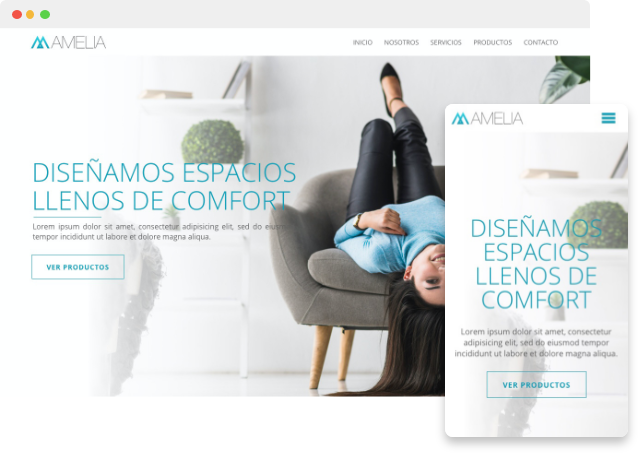 AMELIA
INICIO NOSOTROS SERVICIOS PRODUCTOS CONTACTO
DISEÑAMOS ESPACIOS
LLENOS DE COMFORT
Lorem ipsum dolor sit amet, consectetur adipisicing elit, sed do eiusm
tempor incididunt ut labore et dolore magna aliqua.
VER PRODUCTOS
AMELIA
DISEÑAMOS
ESPACIOS
LLENOS DE
COMFORT
Lorem ipsum dolor sit amet, consectetur
adipisicing elit, sed do eiusmod tempor
incididunt ut labore et dolore magna aliqua.
VER PRODUCTOS